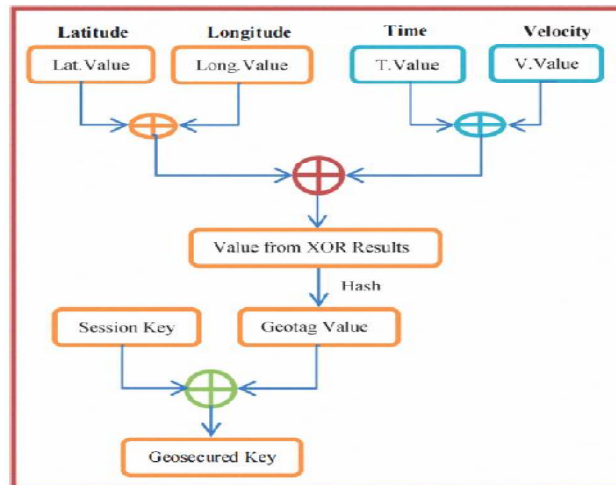 Latitude Longitude Time Velocity
Lat.Value Long.Value T.Value V.Value
Value from XOR Results
Hash
Session Key Geotag Value
Geosecured Key